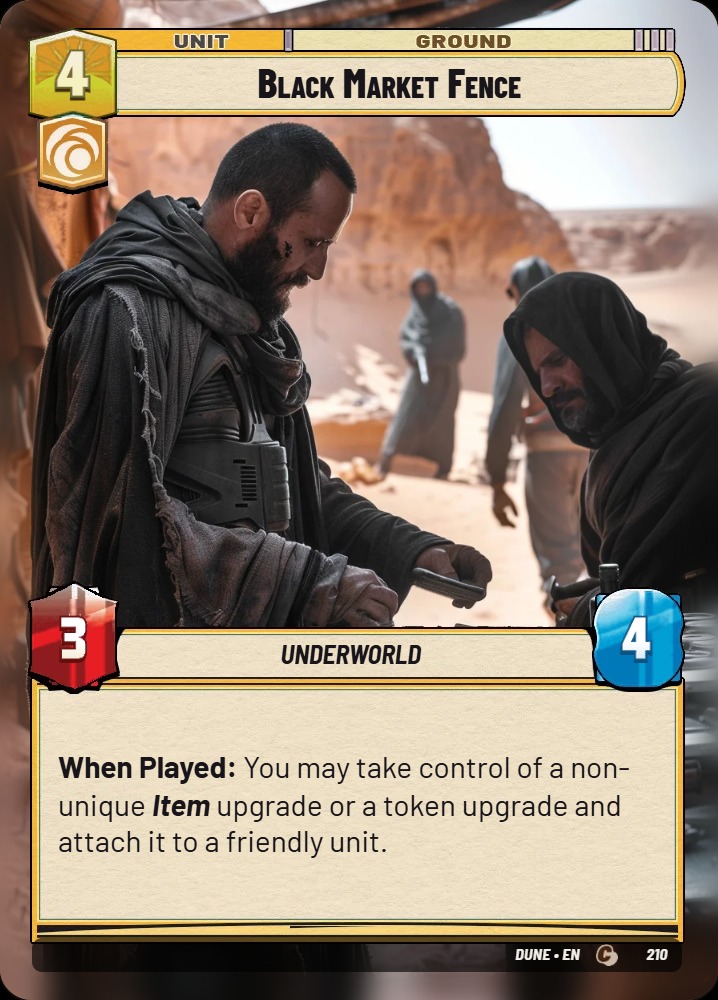 UNIT
GROUND
4
BLACK MARKET FENCE
3
UNDERWORLD
4
When Played: You may take control of a non-
unique Item upgrade or a token upgrade and
attach it to a friendly unit.
DUNE • EN C 210